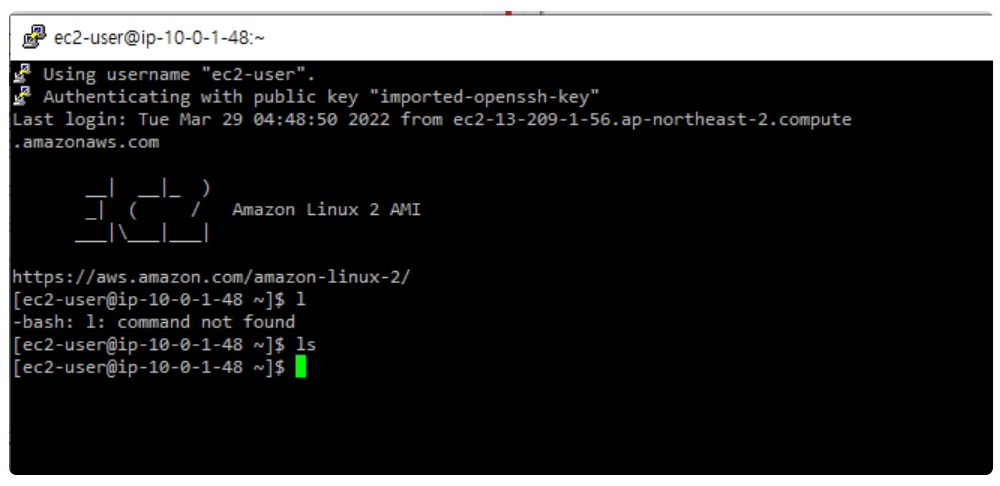 ec2-user@ip-10-0-1-48:~
Using username "ec2-user".
Authenticating with public key "imported-openssh-key"
Last login: Tue Mar 29 04:48:50 2022 from ec2-13-209-1-56.ap-northeast-2.compute
.amazonaws.com
       __|  __|_  )
       _|  (     /   Amazon Linux 2 AMI
      ___|\___|___|
https://aws.amazon.com/amazon-linux-2/
[ec2-user@ip-10-0-1-48 ~]$ l
-bash: l: command not found
[ec2-user@ip-10-0-1-48 ~]$ ls
[ec2-user@ip-10-0-1-48 ~]$